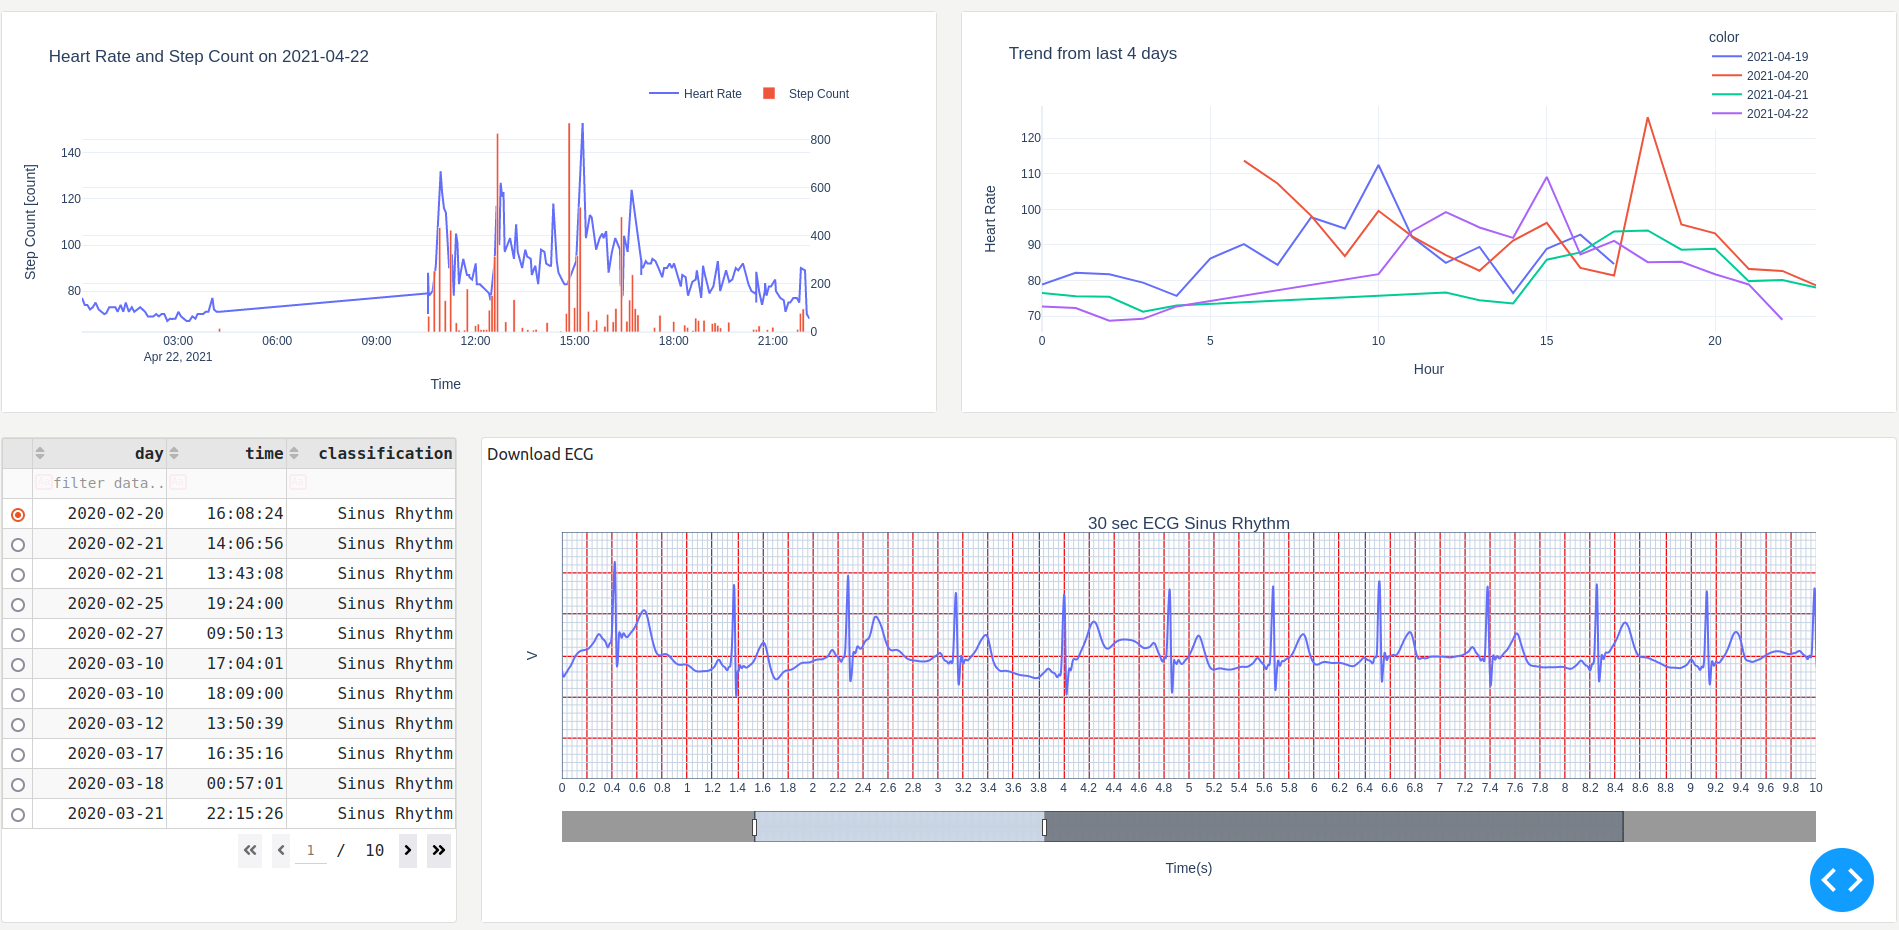 Heart Rate and Step Count on 2021-04-22
Heart Rate
Step Count
Step Count [count]
140
120
100
80
800
600
400
200
0
03:00
06:00
09:00
12:00
15:00
18:00
21:00
Apr 22, 2021
Time
Trend from last 4 days
color
2021-04-19
2021-04-20
2021-04-21
2021-04-22
Heart Rate
120
110
100
90
80
70
0
5
10
15
20
Hour
day time classification
filter data..
2020-02-20 16:08:24 Sinus Rhythm
2020-02-21 14:06:56 Sinus Rhythm
2020-02-21 13:43:08 Sinus Rhythm
2020-02-25 19:24:00 Sinus Rhythm
2020-02-27 09:50:13 Sinus Rhythm
2020-03-10 17:04:01 Sinus Rhythm
2020-03-10 18:09:00 Sinus Rhythm
2020-03-12 13:50:39 Sinus Rhythm
2020-03-17 16:35:16 Sinus Rhythm
2020-03-18 00:57:01 Sinus Rhythm
2020-03-21 22:15:26 Sinus Rhythm
1 / 10
Download ECG
30 sec ECG Sinus Rhythm
V
0 0.2 0.4 0.6 0.8 1 1.2 1.4 1.6 1.8 2 2.2 2.4 2.6 2.8 3 3.2 3.4 3.6 3.8 4 4.2 4.4 4.6 4.8 5 5.2 5.4 5.6 5.8 6 6.2 6.4 6.6 6.8 7 7.2 7.4 7.6 7.8 8 8.2 8.4 8.6 8.8 9 9.2 9.4 9.6 9.8 10
Time(s)